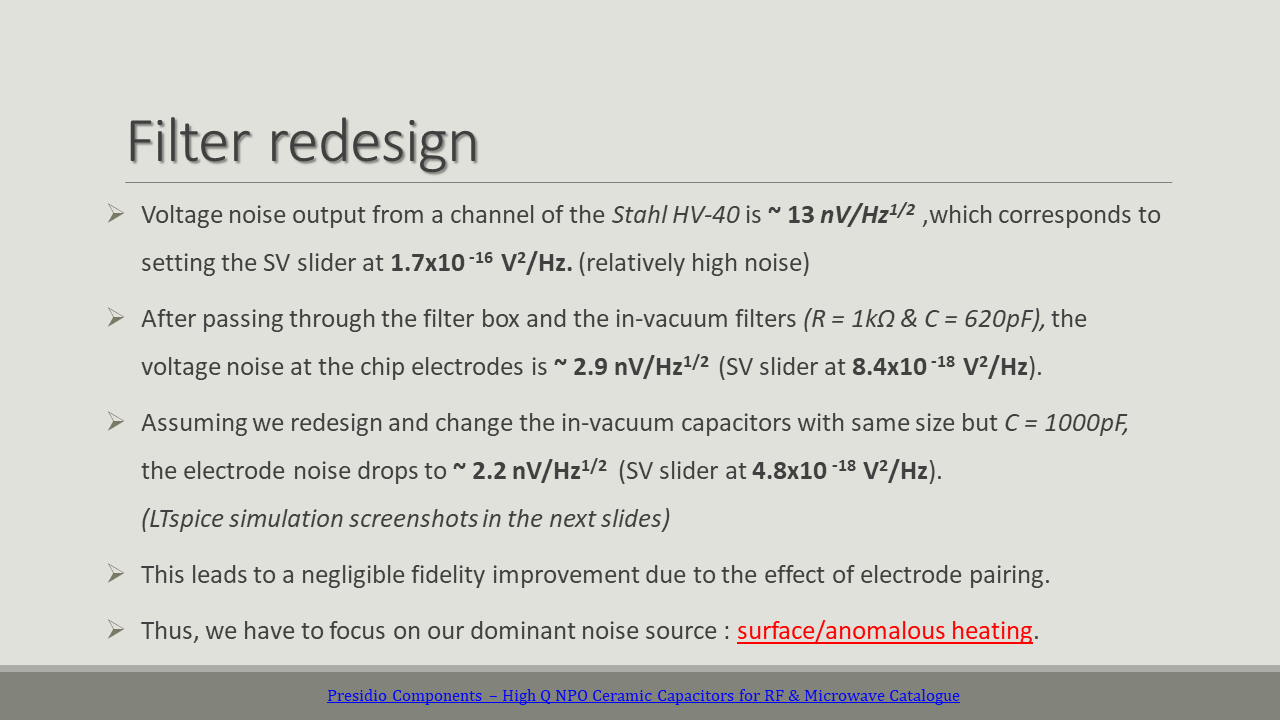 Filter redesign
Voltage noise output from a channel of the Stahl HV-40 is ~ 13 nV/Hz^1/2 ,which corresponds to
setting the SV slider at 1.7x10 ^-16 V²/Hz. (relatively high noise)
After passing through the filter box and the in-vacuum filters (R = 1kΩ & C = 620pF), the
voltage noise at the chip electrodes is ~ 2.9 nV/Hz^1/2 (SV slider at 8.4x10 ^-18 V²/Hz).
Assuming we redesign and change the in-vacuum capacitors with same size but C = 1000pF,
the electrode noise drops to ~ 2.2 nV/Hz^1/2 (SV slider at 4.8x10 ^-18 V²/Hz).
(LTspice simulation screenshots in the next slides)
This leads to a negligible fidelity improvement due to the effect of electrode pairing.
Thus, we have to focus on our dominant noise source : surface/anomalous heating.
Presidio Components – High Q NPO Ceramic Capacitors for RF & Microwave Catalogue